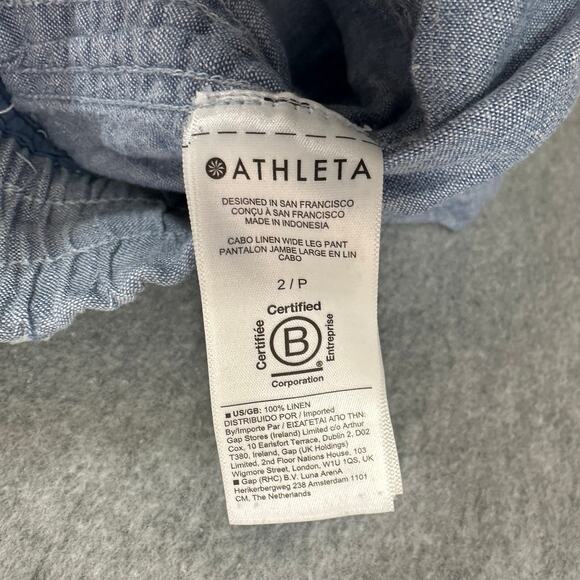 ATHLETA
DESIGNED IN SAN FRANCISCO
CONÇU À SAN FRANCISCO
MADE IN INDONESIA
CABO LINEN WIDE LEG PANT
PANTALON JAMBE LARGE EN LIN
CABO
2 / P
Certified
Certifiée
B
Entreprise
®
Corporation
■ US/GB: 100% LINEN
DISTRIBUIDO POR / Imported
By/Importe Par / ΕΙΣΑΓΕΤΑΙ ΑΠΟ ΤΗΝ:
Gap Stores (Ireland) Limited c/o Arthur
Cox, 10 Earlsfort Terrace, Dublin 2, D02
T380, Ireland, Gap (UK Holdings)
Limited, 2nd Floor Nations House, 103
Wigmore Street, London, W1U 1QS, UK
■ Gap (RHC) B.V. Luna ArenA
Herikerbergweg 238 Amsterdam 1101
CM, The Netherlands